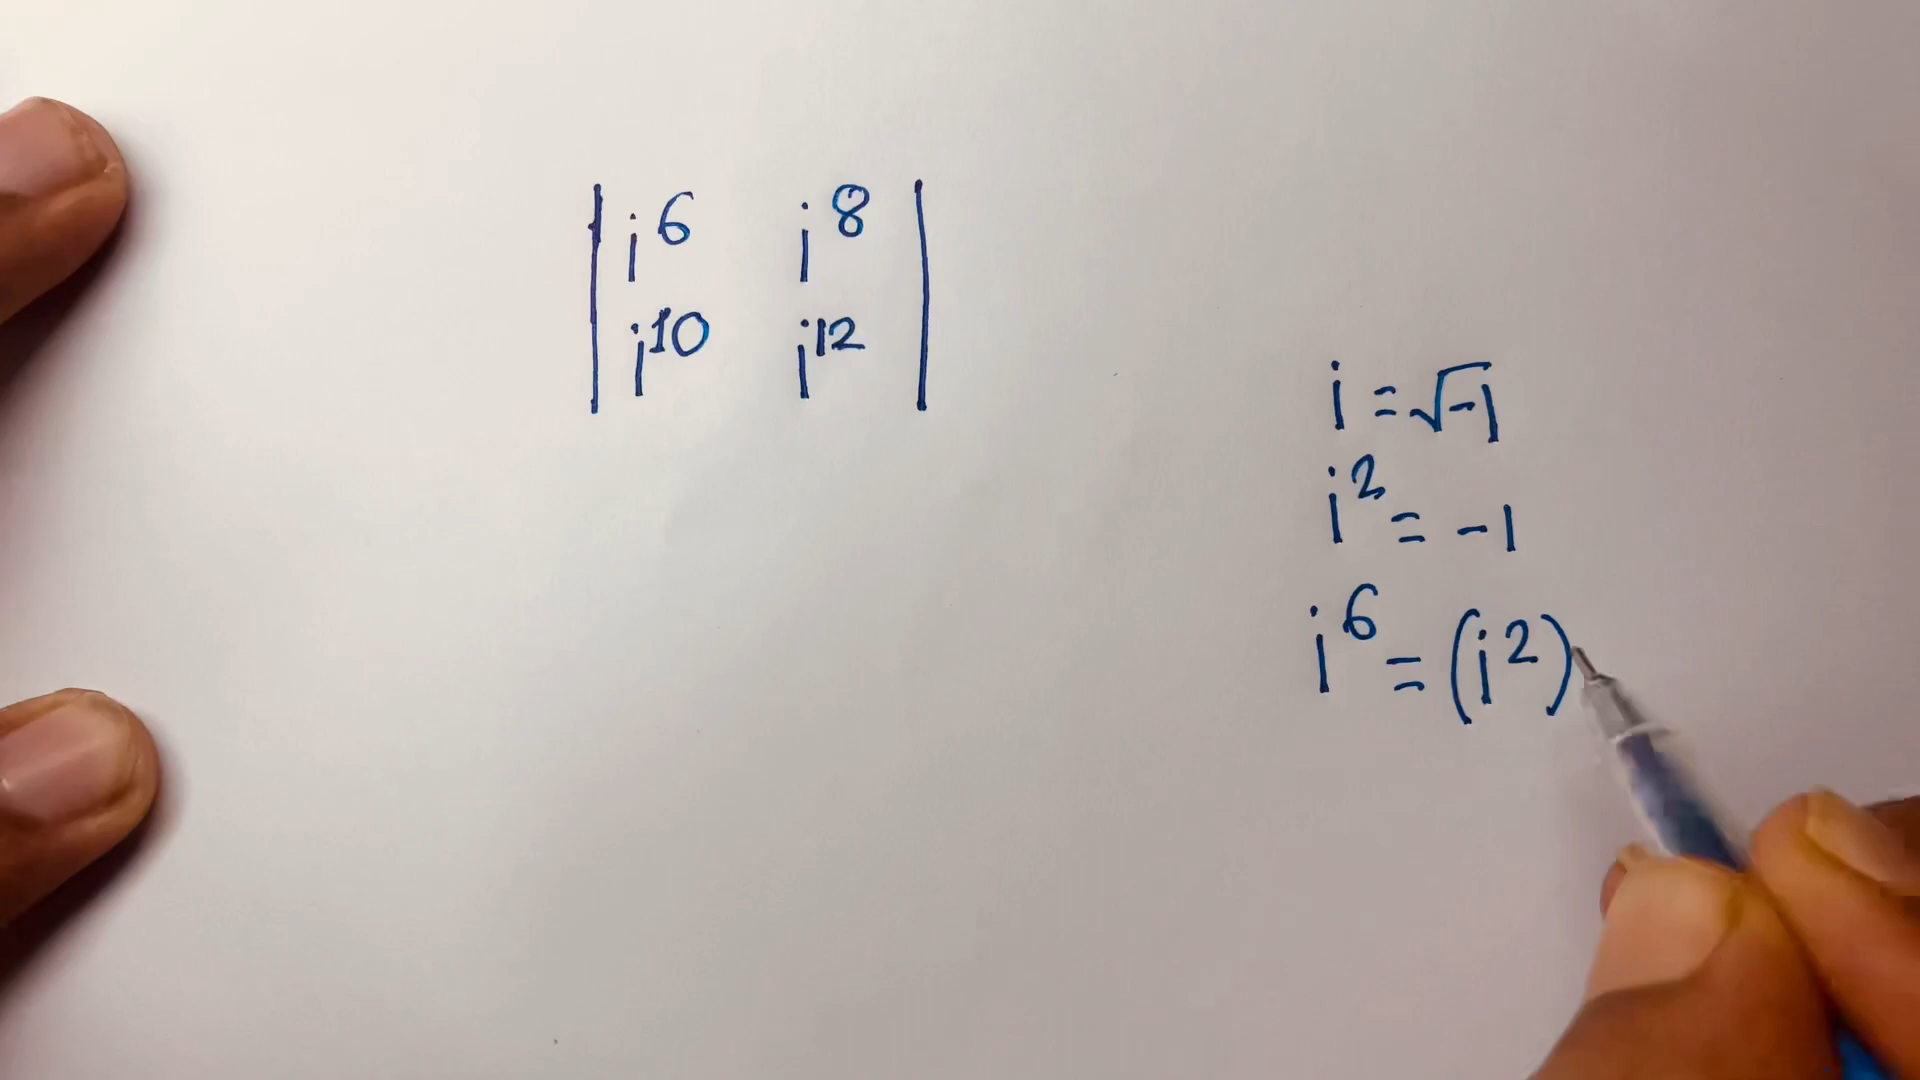 | i⁶ i⁸ |
| i¹⁰ i¹² |
i = √-1
i² = -1
i⁶ = (i²)